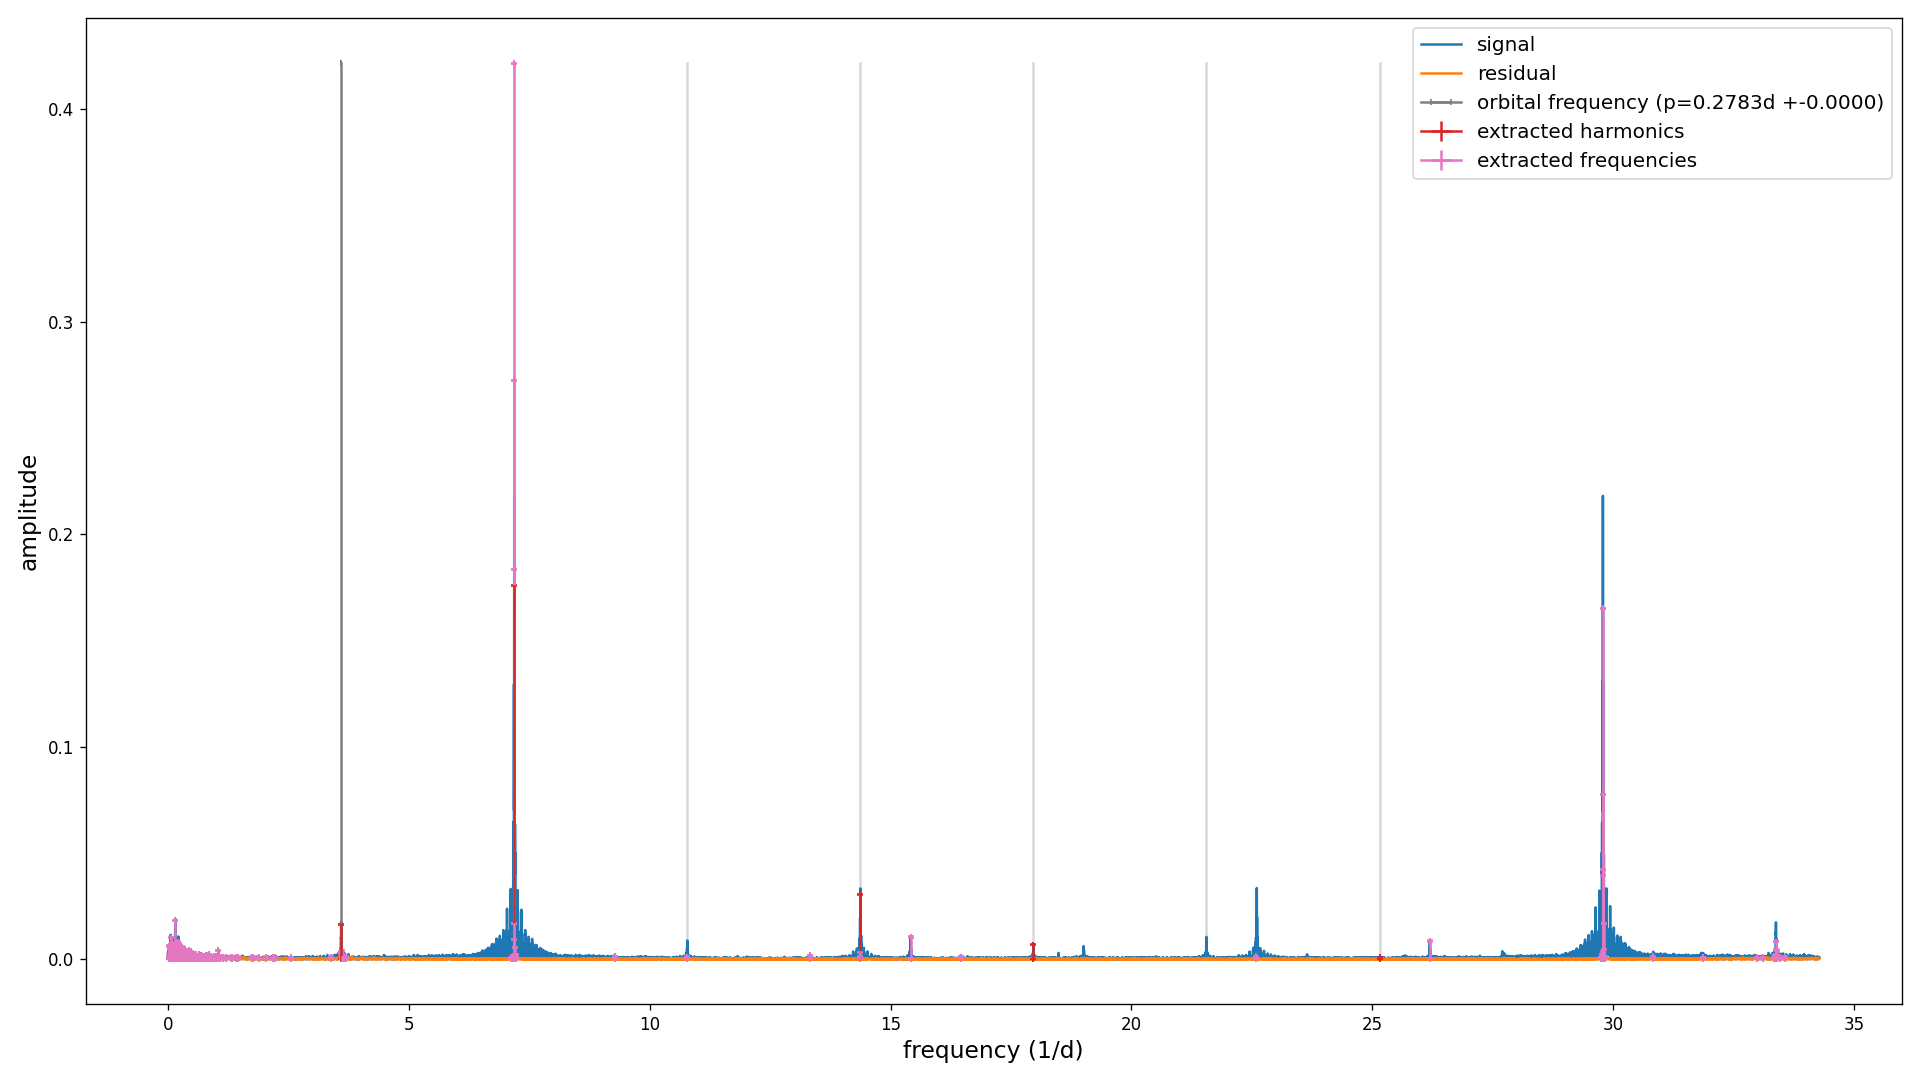 signal
residual
orbital frequency (p=0.2783d +-0.0000)
extracted harmonics
extracted frequencies
amplitude
0.4
0.3
0.2
0.1
0.0
0 5 10 15 20 25 30 35
frequency (1/d)